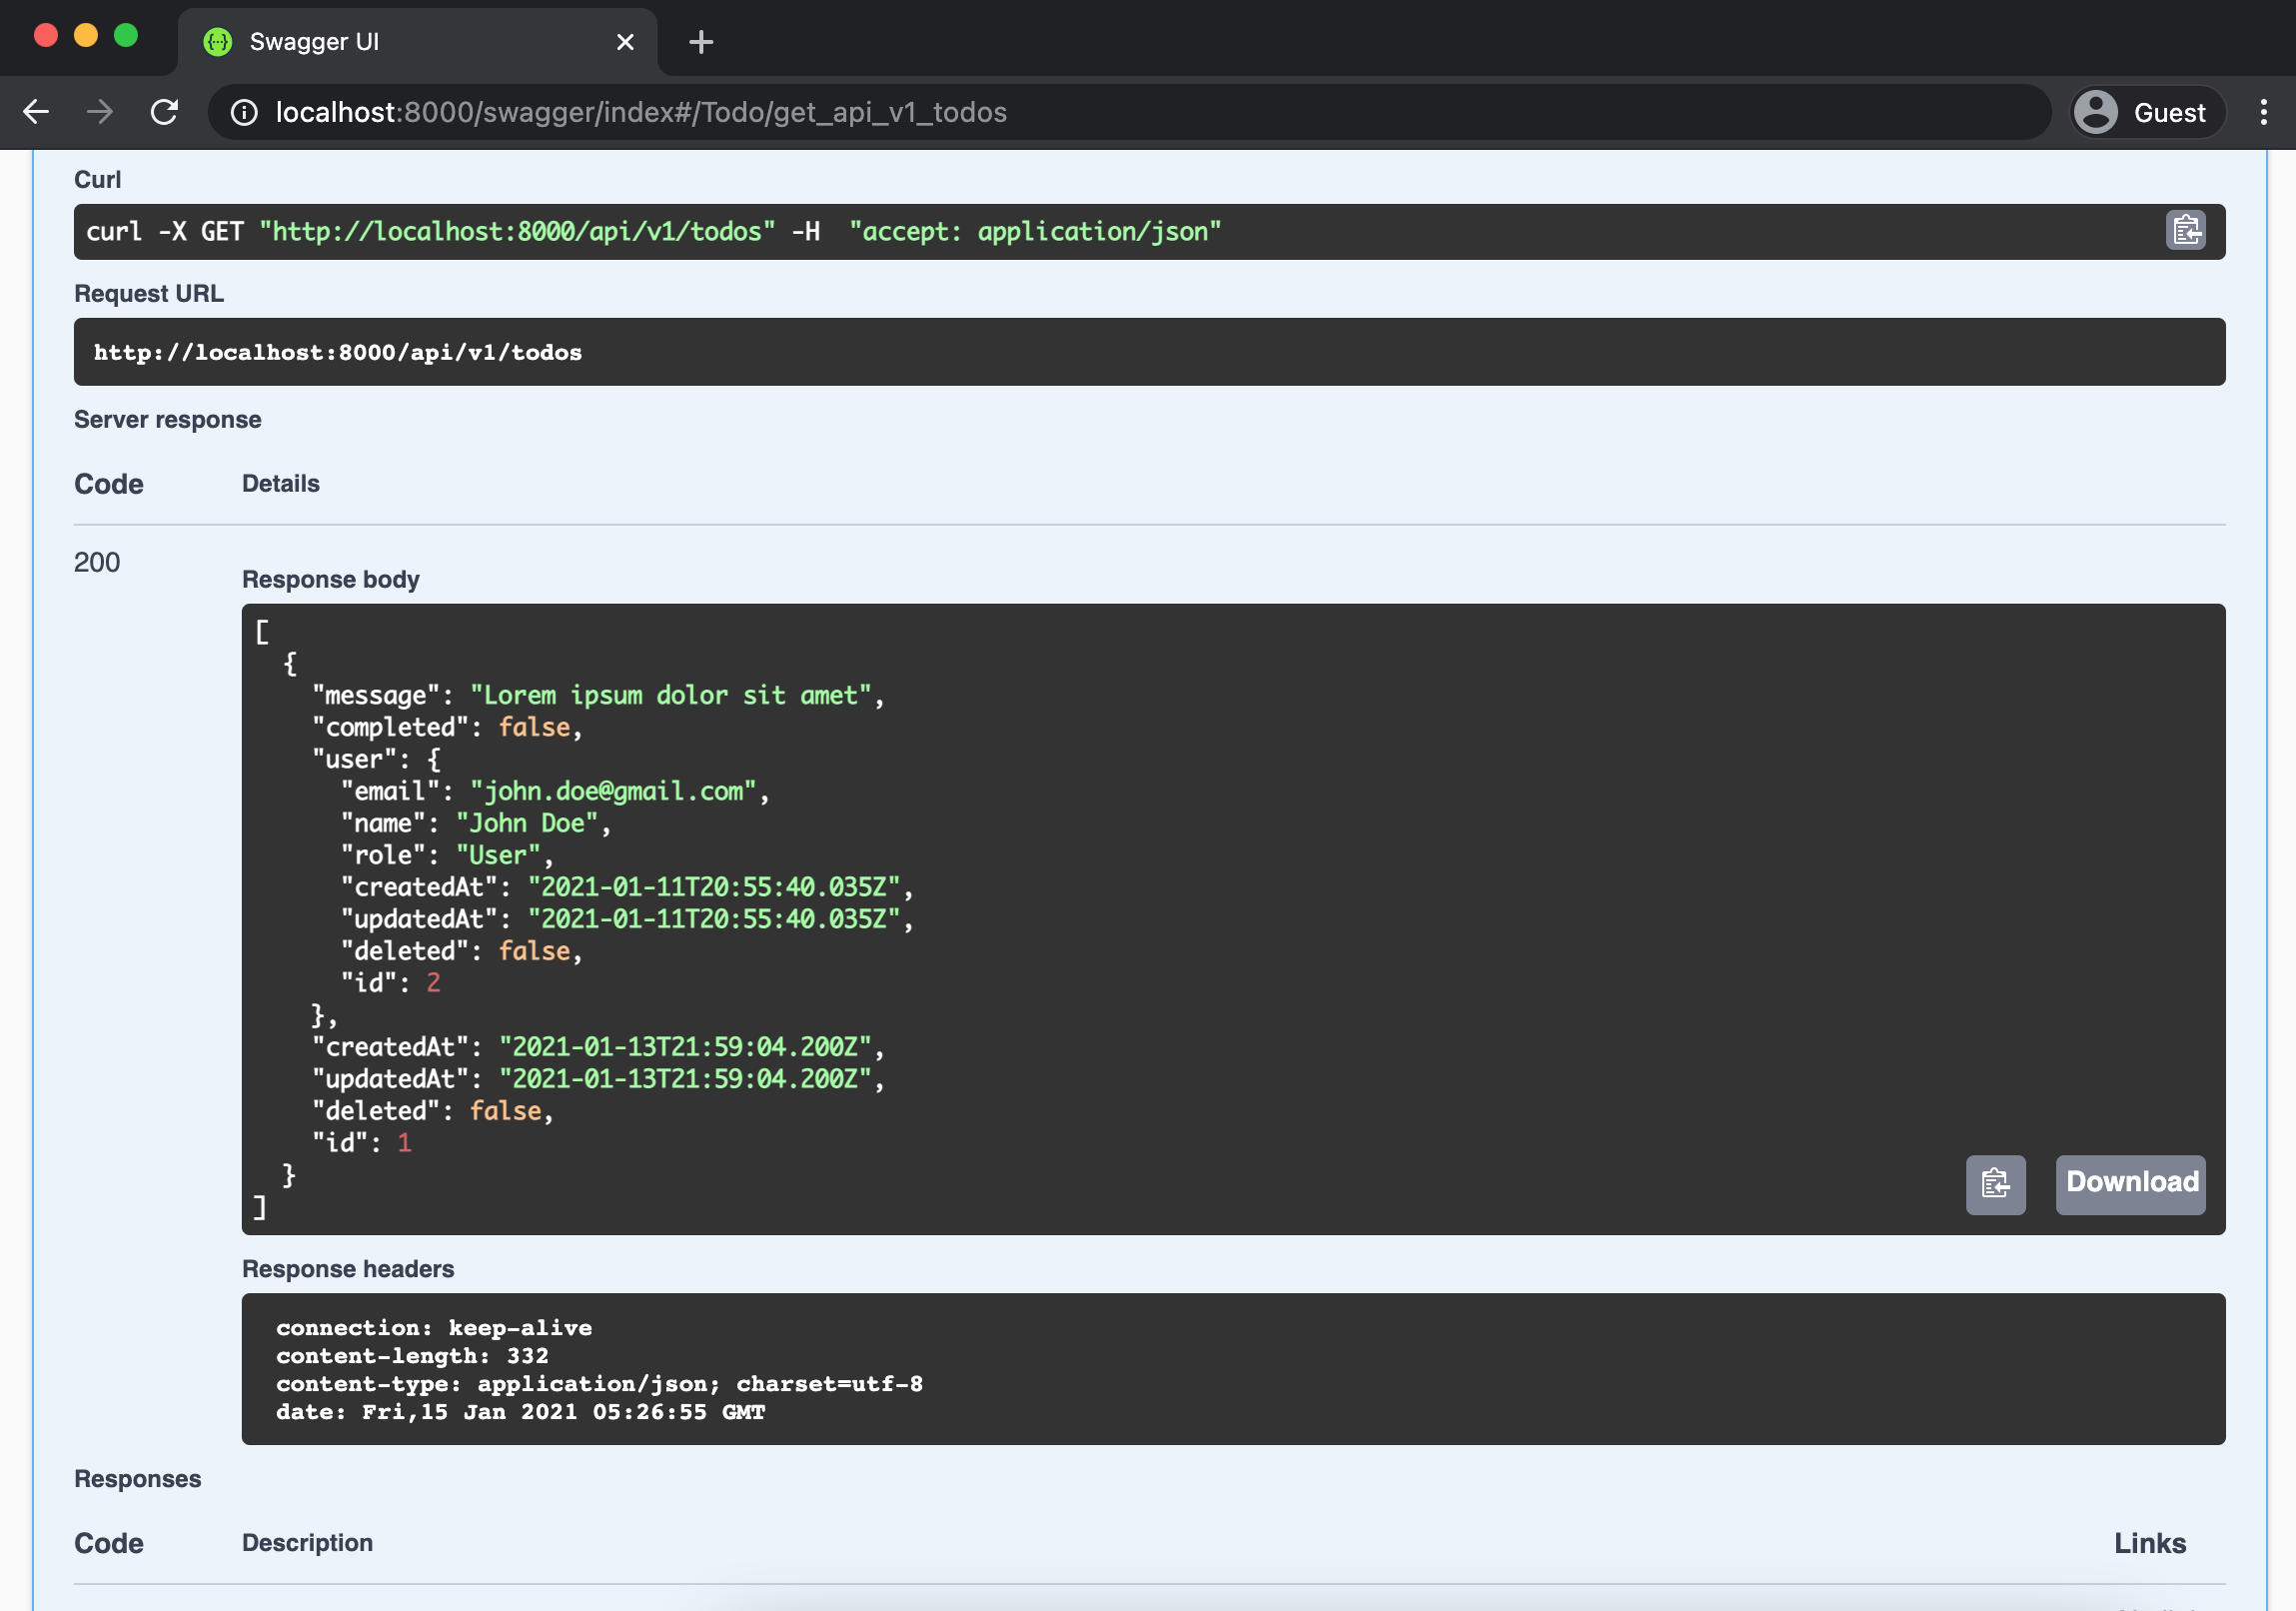 Swagger UI
localhost:8000/swagger/index#/Todo/get_api_v1_todos
Guest
Curl
curl -X GET "http://localhost:8000/api/v1/todos" -H  "accept: application/json"
Request URL
http://localhost:8000/api/v1/todos
Server response
Code Details
200
Response body
[
  {
    "message": "Lorem ipsum dolor sit amet",
    "completed": false,
    "user": {
      "email": "john.doe@gmail.com",
      "name": "John Doe",
      "role": "User",
      "createdAt": "2021-01-11T20:55:40.035Z",
      "updatedAt": "2021-01-11T20:55:40.035Z",
      "deleted": false,
      "id": 2
    },
    "createdAt": "2021-01-13T21:59:04.200Z",
    "updatedAt": "2021-01-13T21:59:04.200Z",
    "deleted": false,
    "id": 1
  }
]
Download
Response headers
connection: keep-alive
content-length: 332
content-type: application/json; charset=utf-8
date: Fri,15 Jan 2021 05:26:55 GMT
Responses
Code Description Links